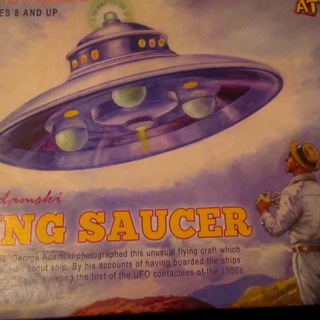 ES 8 AND UP
AT
damski
NG SAUCER
George Adamski photographed this unusual flying craft which
scout ship. By his accounts of having boarded the ships
among the first of the UFO contactees of the 1950s